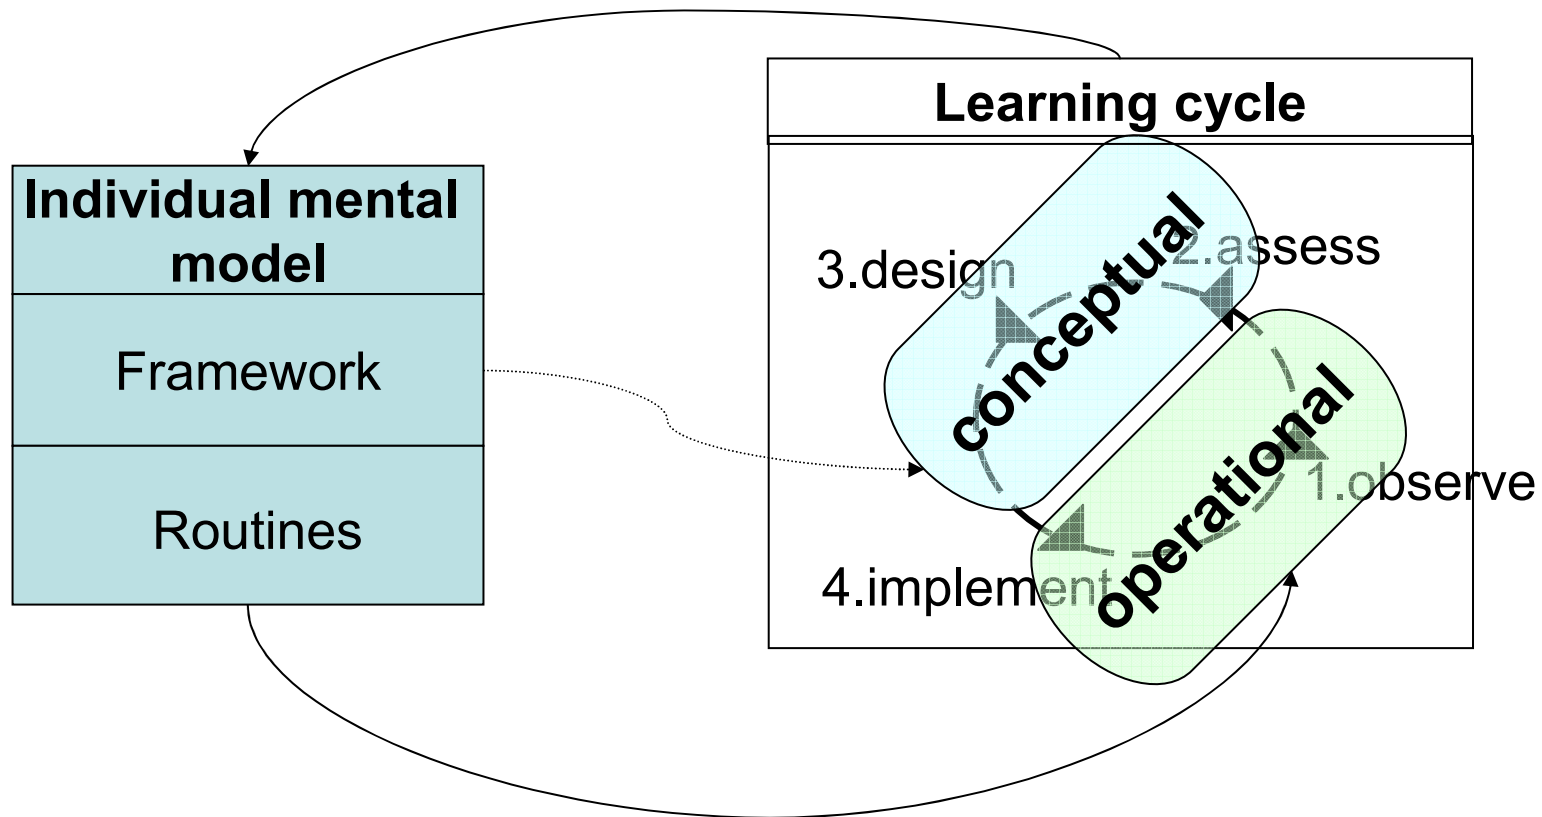 Individual mental
model
Framework
Routines
Learning cycle
conceptual
operational
1.observe
2.assess
3.design
4.implement